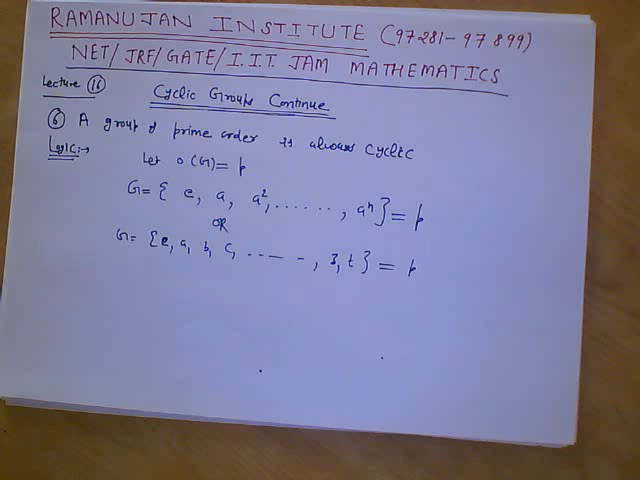 RAMANUJAN INSTITUTE (97281-97899)
NET/JRF/GATE/I.I.T. JAM MATHEMATICS
Lecture 16
Cyclic Groups Continue
6 A group of prime order is always cyclic
Logic:→
Let o(G)= p
G= { e, a, a², ......, aⁿ} = p
OR
G= {e, a, b, c, ..... -, z, t} = p